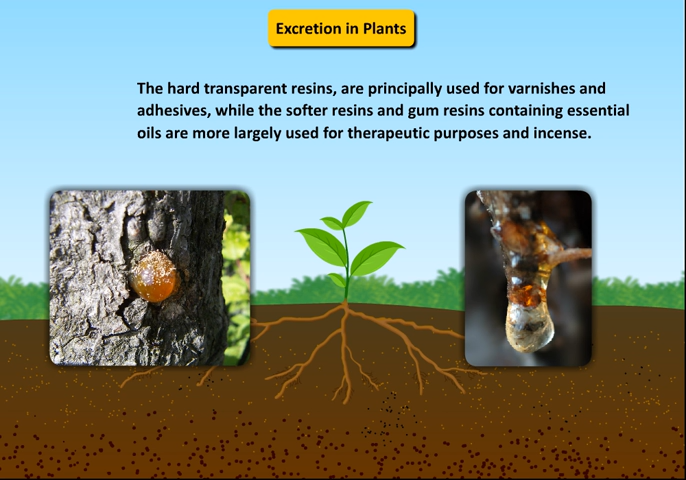 Excretion in Plants
The hard transparent resins, are principally used for varnishes and
adhesives, while the softer resins and gum resins containing essential
oils are more largely used for therapeutic purposes and incense.